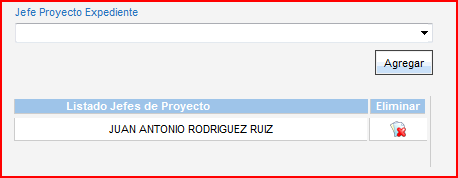 Jefe Proyecto Expediente
Agregar
Listado Jefes de Proyecto Eliminar
JUAN ANTONIO RODRIGUEZ RUIZ